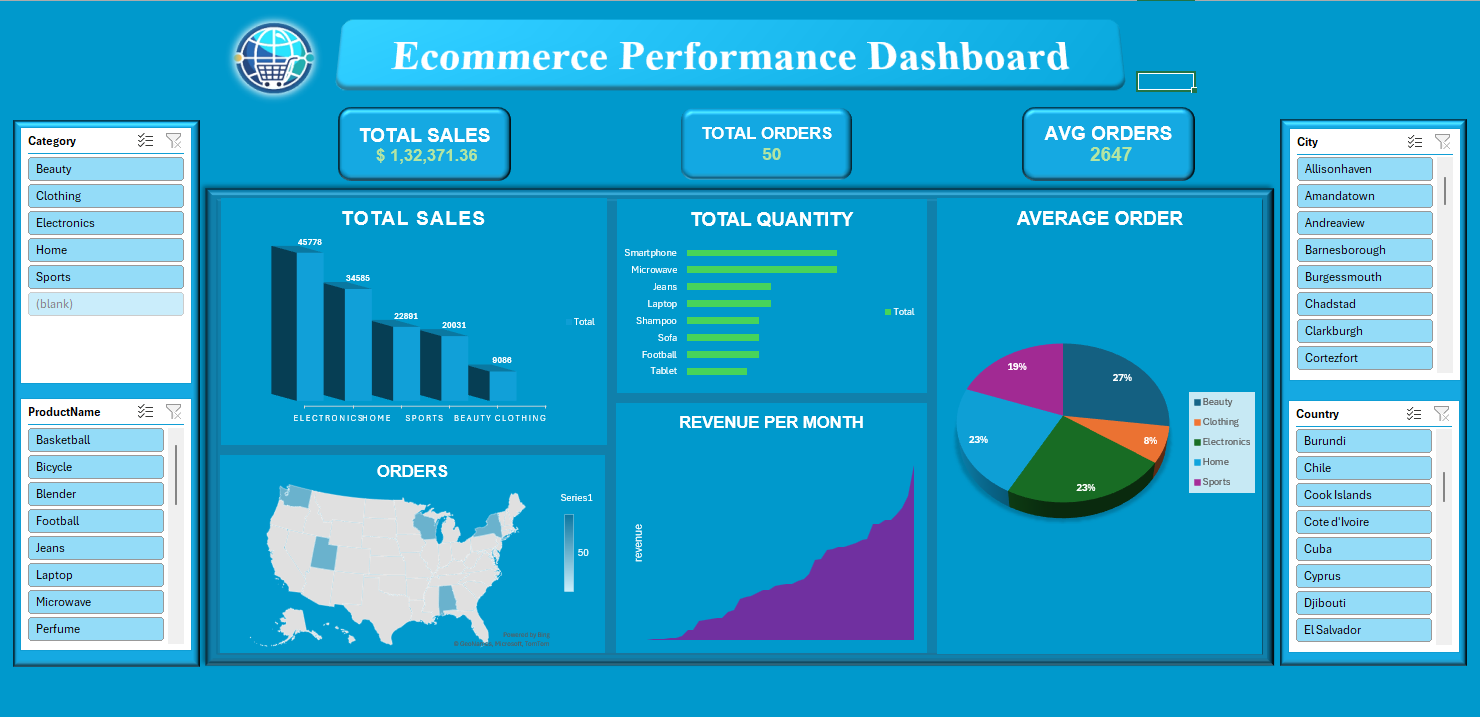 Ecommerce Performance Dashboard
TOTAL SALES
$ 1,32,371.36
TOTAL ORDERS
50
AVG ORDERS
2647
Category
Beauty
Clothing
Electronics
Home
Sports
(blank)
ProductName
Basketball
Bicycle
Blender
Football
Jeans
Laptop
Microwave
Perfume
TOTAL SALES
45778
34585
22891
20031
9086
Total
ELECTRONICS HOME SPORTS BEAUTY CLOTHING
ORDERS
Series1
50
Powered by Bing
© GeoNames, Microsoft, TomTom
TOTAL QUANTITY
Smartphone
Microwave
Jeans
Laptop
Shampoo
Sofa
Football
Tablet
Total
REVENUE PER MONTH
revenue
AVERAGE ORDER
27%
8%
23%
23%
19%
Beauty
Clothing
Electronics
Home
Sports
City
Allisonhaven
Amandatown
Andreaview
Barnesborough
Burgessmouth
Chadstad
Clarkburgh
Cortezfort
Country
Burundi
Chile
Cook Islands
Cote d'Ivoire
Cuba
Cyprus
Djibouti
El Salvador